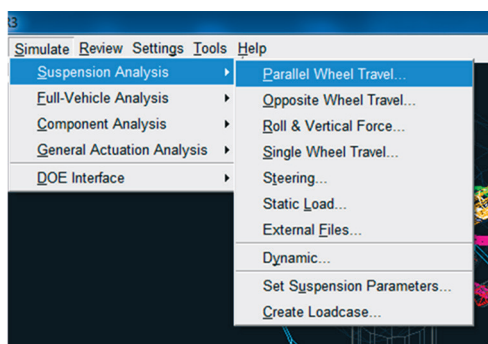 R3
Simulate Review Settings Tools Help
Suspension Analysis
Full-Vehicle Analysis
Component Analysis
General Actuation Analysis
DOE Interface
Parallel Wheel Travel...
Opposite Wheel Travel...
Roll & Vertical Force...
Single Wheel Travel...
Steering...
Static Load...
External Files...
Dynamic...
Set Suspension Parameters...
Create Loadcase...